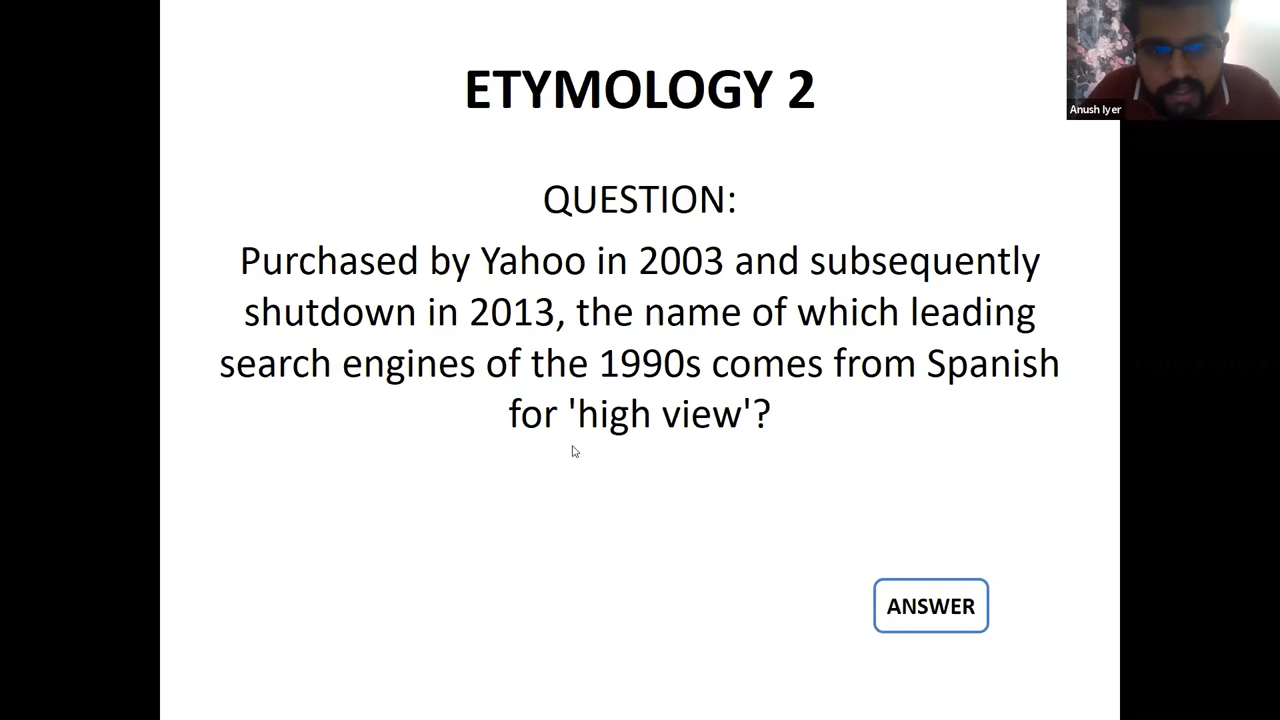 ETYMOLOGY 2
Anush Iyer
QUESTION:
Purchased by Yahoo in 2003 and subsequently
shutdown in 2013, the name of which leading
search engines of the 1990s comes from Spanish
for 'high view'?
ANSWER